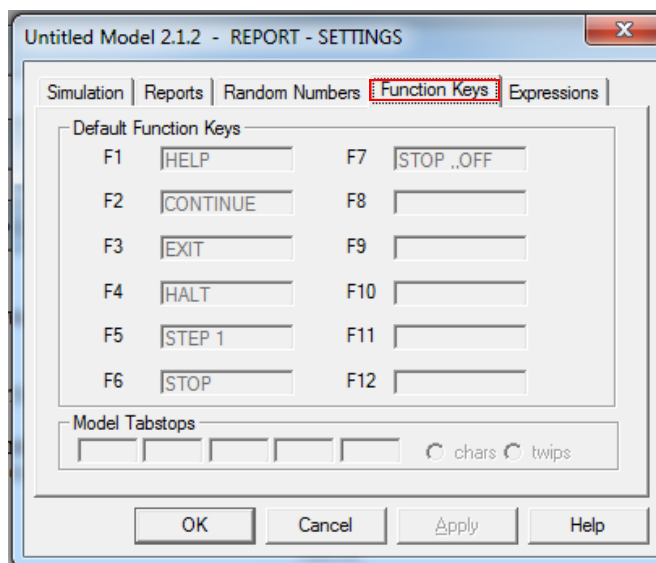 Untitled Model 2.1.2 - REPORT - SETTINGS
Simulation Reports Random Numbers Function Keys Expressions
Default Function Keys
F1 HELP F7 STOP ..OFF
F2 CONTINUE F8
F3 EXIT F9
F4 HALT F10
F5 STEP 1 F11
F6 STOP F12
Model Tabstops
chars twips
OK Cancel Apply Help